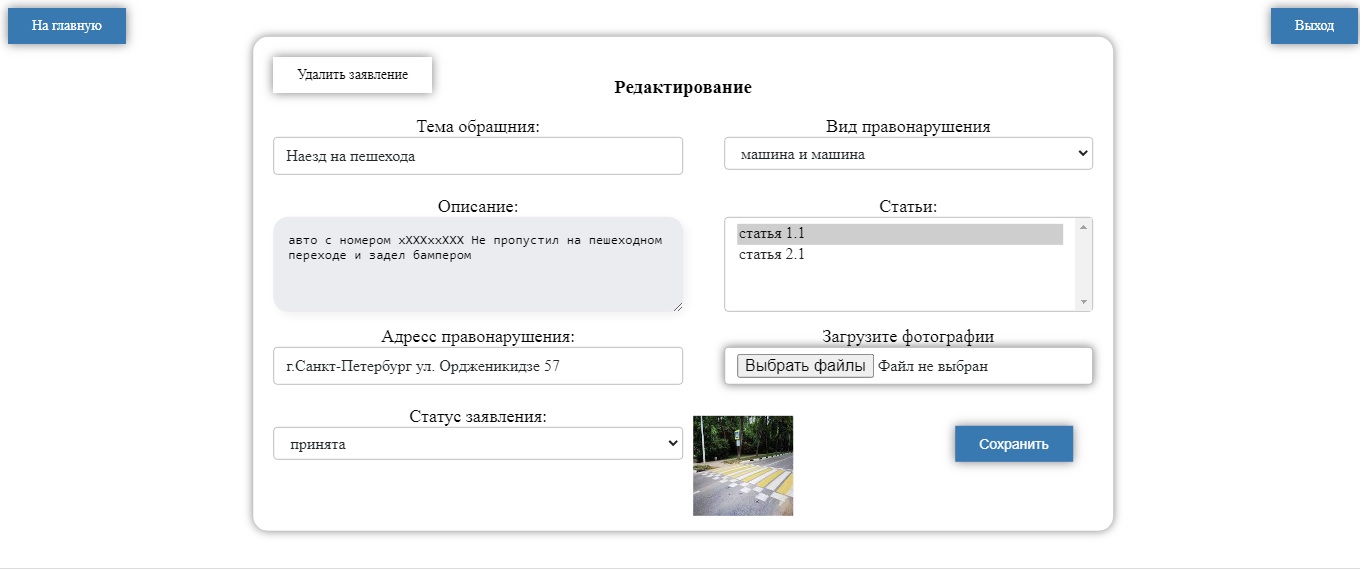 На главную
Выход
Удалить заявление
Редактирование
Тема обращния:
Вид правонарушения
Наезд на пешехода
машина и машина
Описание:
Статьи:
авто с номером хХХХххХХХ Не пропустил на пешеходном
переходе и задел бампером
статья 1.1
статья 2.1
Адресс правонарушения:
Загрузите фотографии
г.Санкт-Петербург ул. Ордженикидзе 57
Выбрать файлы Файл не выбран
Статус заявления:
принята
Сохранить